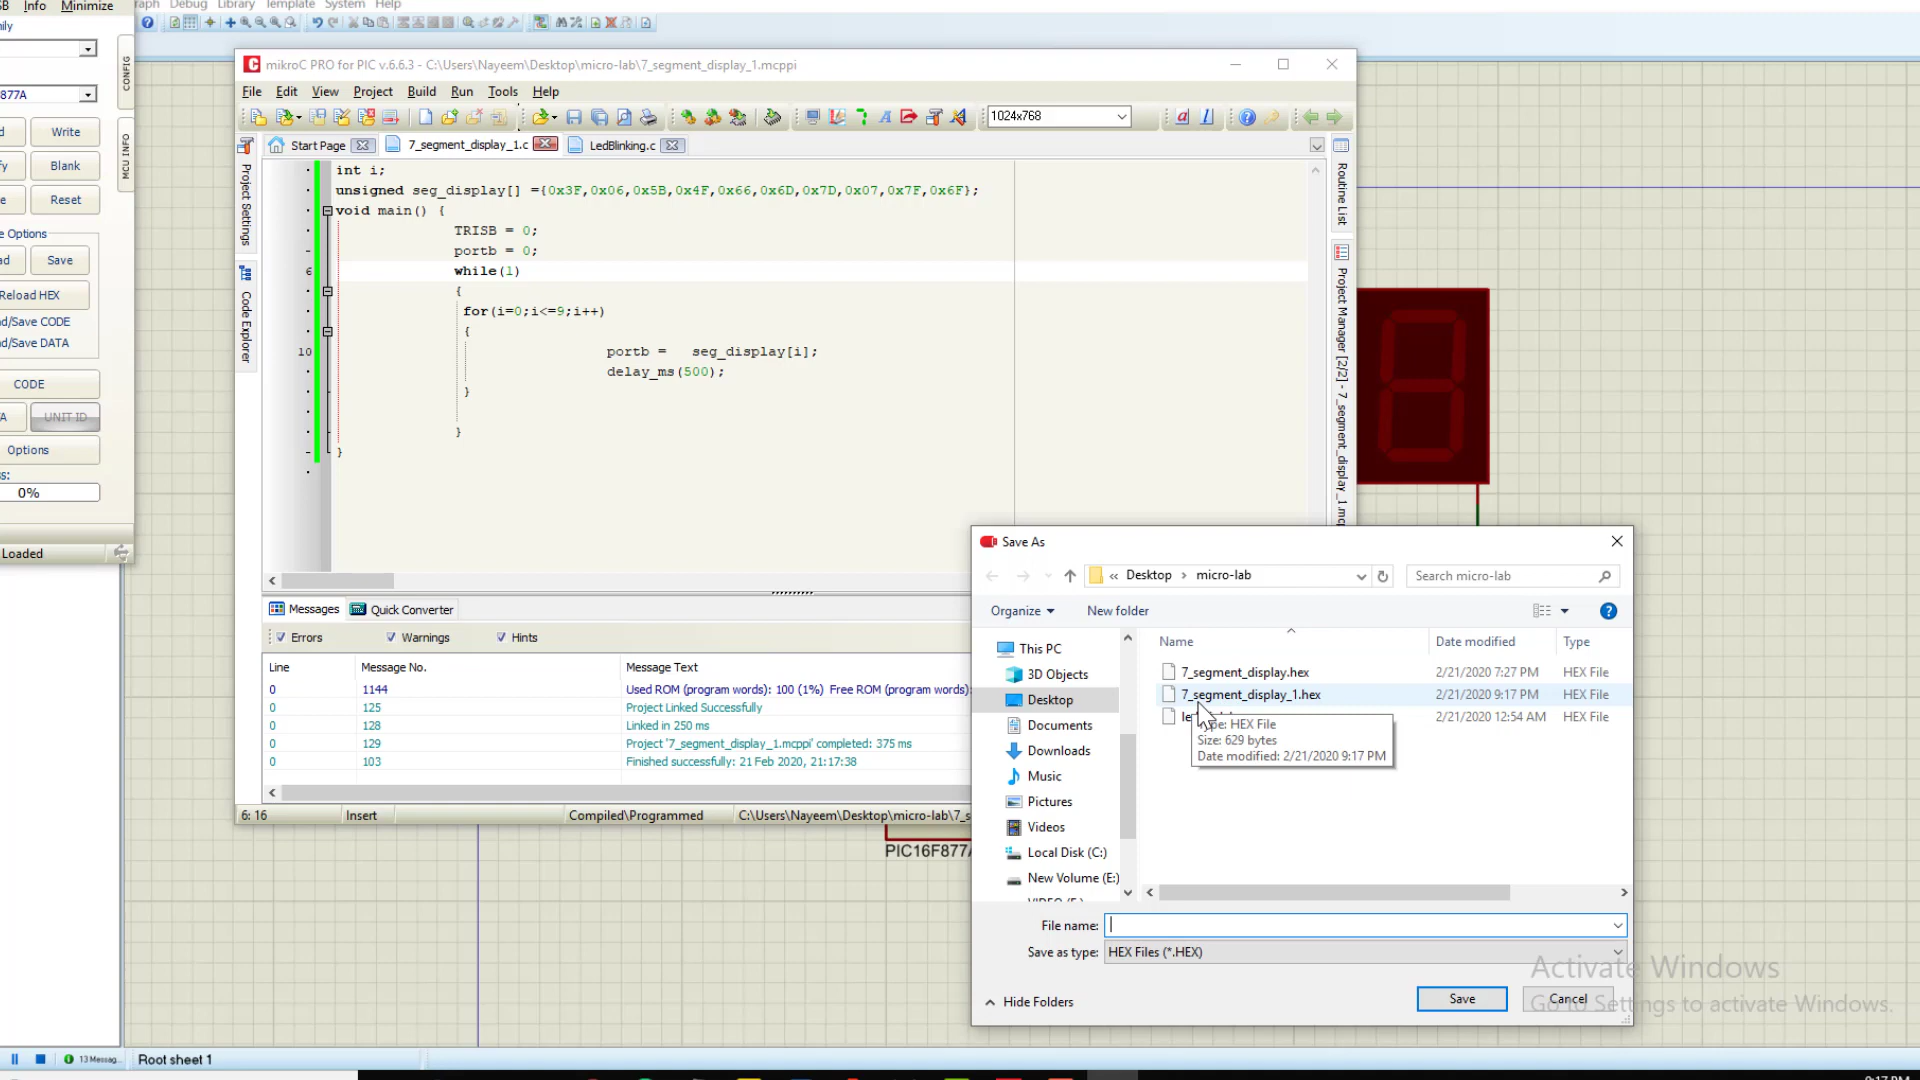 SB Info Minimize
raph Debug Library Template System Help
ily
877A
CONFIG
MCU INFO
d Write
fy Blank
e Reset
e Options
ad Save
Reload HEX
d/Save CODE
d/Save DATA
CODE
A UNIT ID
Options
s:
0%
Loaded
mikroC PRO for PIC v.6.6.3 - C:\Users\Nayeem\Desktop\micro-lab\7_segment_display_1.mcppi
File Edit View Project Build Run Tools Help
1024x768
Start Page 7_segment_display_1.c LedBlinking.c
Project Settings
Code Explorer
Routine List
Project Manager [2/2] - 7_segment_display_1.mc
int i;
unsigned seg_display[] ={0x3F,0x06,0x5B,0x4F,0x66,0x6D,0x7D,0x07,0x7F,0x6F};
void main() {
TRISB = 0;
portb = 0;
6 while(1)
{
for(i=0;i<=9;i++)
{
10 portb = seg_display[i];
delay_ms(500);
}
}
}
Messages Quick Converter
Errors Warnings Hints
Line Message No. Message Text
0 1144 Used ROM (program words): 100 (1%) Free ROM (program words)
0 125 Project Linked Successfully
0 128 Linked in 250 ms
0 129 Project '7_segment_display_1.mcppi' completed: 375 ms
0 103 Finished successfully: 21 Feb 2020, 21:17:38
6: 16 Insert Compiled\Programmed C:\Users\Nayeem\Desktop\micro-lab\7_s
PIC16F877A
Save As
« Desktop › micro-lab
Search micro-lab
Organize New folder
This PC
3D Objects
Desktop
Documents
Downloads
Music
Pictures
Videos
Local Disk (C:)
New Volume (E:)
Name Date modified Type
7_segment_display.hex 2/21/2020 7:27 PM HEX File
7_segment_display_1.hex 2/21/2020 9:17 PM HEX File
2/21/2020 12:54 AM HEX File
Type: HEX File
Size: 629 bytes
Date modified: 2/21/2020 9:17 PM
File name:
Save as type: HEX Files (*.HEX)
Hide Folders
Save Cancel
Activate Windows
Go to Settings to activate Windows.
13 Messag...
Root sheet 1
9:17 PM